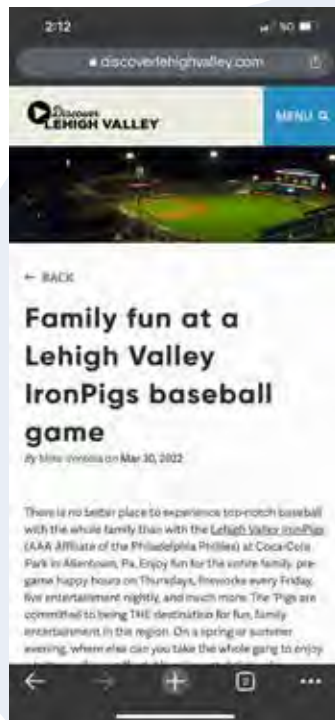 2:12
5G
discoverlehighvalley.com
Discover
LEHIGH VALLEY
MENU
← BACK
Family fun at a
Lehigh Valley
IronPigs baseball
game
By on Mar 30, 2022
There is no better place to experience top-notch baseball
with the whole family than with the Lehigh Valley IronPigs
(AAA Affiliate of the Philadelphia Phillies) at Coca-Cola
Park in Allentown, Pa. Enjoy fun for the entire family, pre-
game happy hours on Thursdays, fireworks every Friday,
live entertainment nightly, and much more. The 'Pigs are
committed to being THE destination for fun, family
entertainment in the region. On a spring or summer
evening, where else can you take the whole gang to enjoy